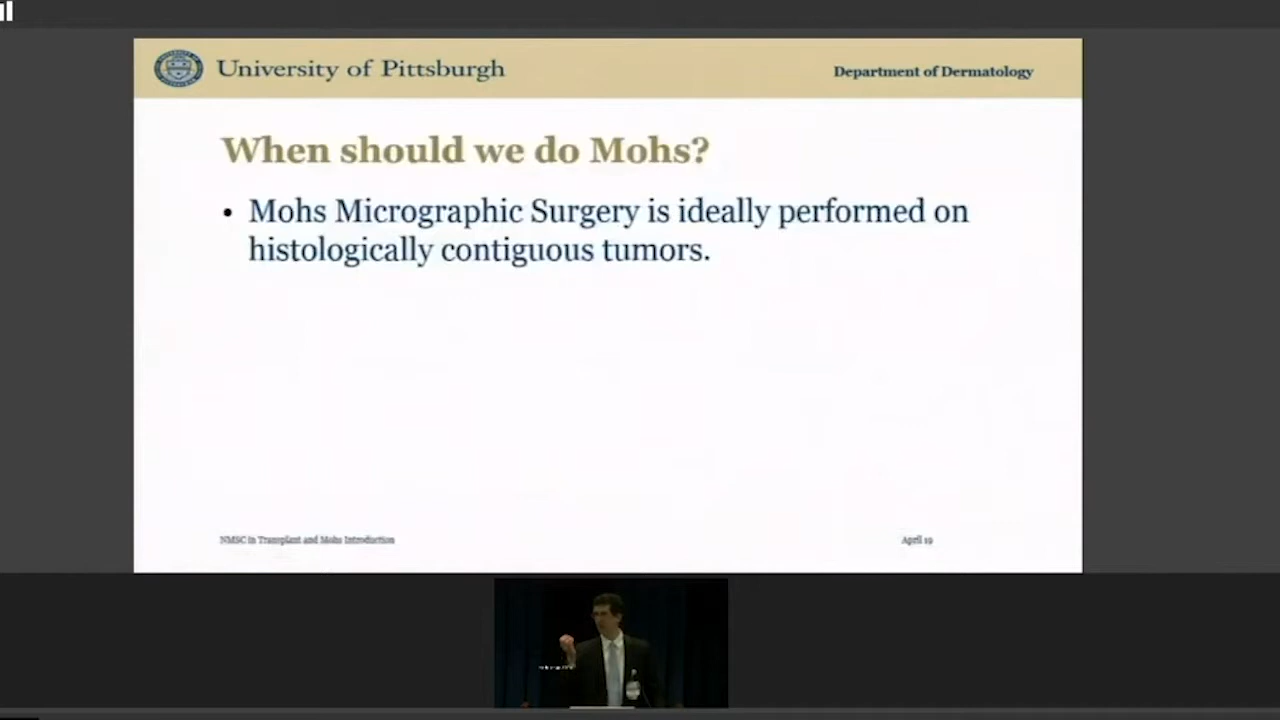 University of Pittsburgh
Department of Dermatology
When should we do Mohs?
• Mohs Micrographic Surgery is ideally performed on
histologically contiguous tumors.
NMSC in Transplant and Mohs Introduction
April 19